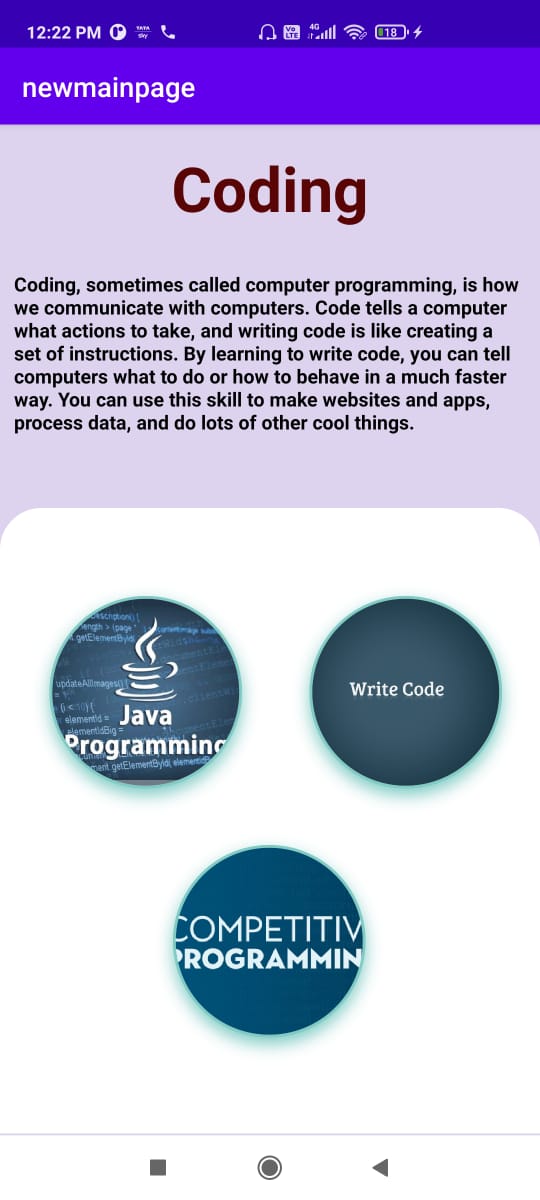 12:22 PM
TATA
sky
Vo
LTE
4G
18
newmainpage
Coding
Coding, sometimes called computer programming, is how
we communicate with computers. Code tells a computer
what actions to take, and writing code is like creating a
set of instructions. By learning to write code, you can tell
computers what to do or how to behave in a much faster
way. You can use this skill to make websites and apps,
process data, and do lots of other cool things.
updateAllImages()
elementId =
Java
Programming
Write Code
COMPETITIV
PROGRAMMIN